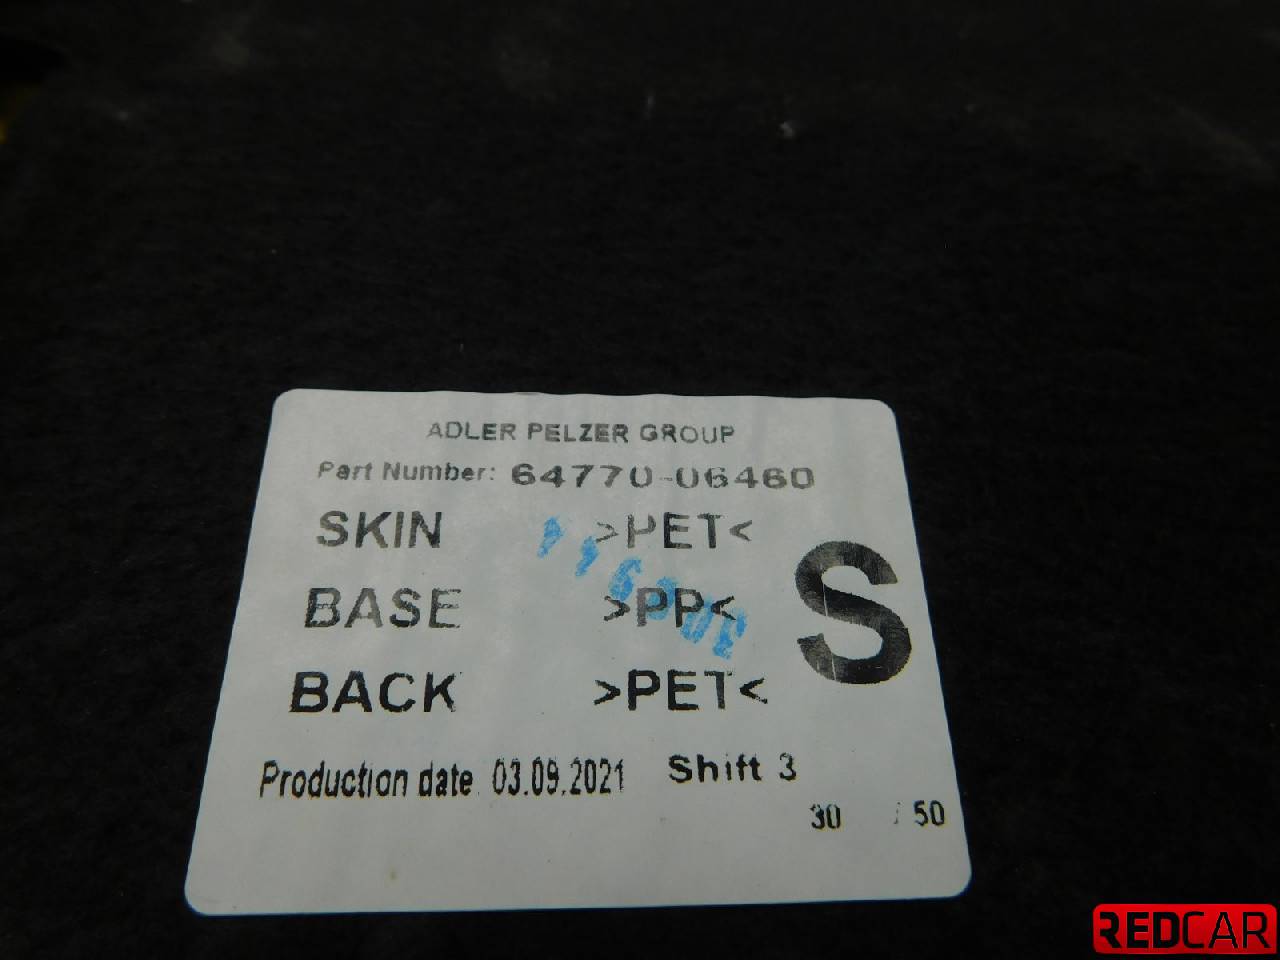 ADLER PELZER GROUP
Part Number: 64770-06460
SKIN >PET<
BASE >PP<
S
BACK >PET<
Production date 03.09.2021 Shift 3
30 / 50
REDCAR